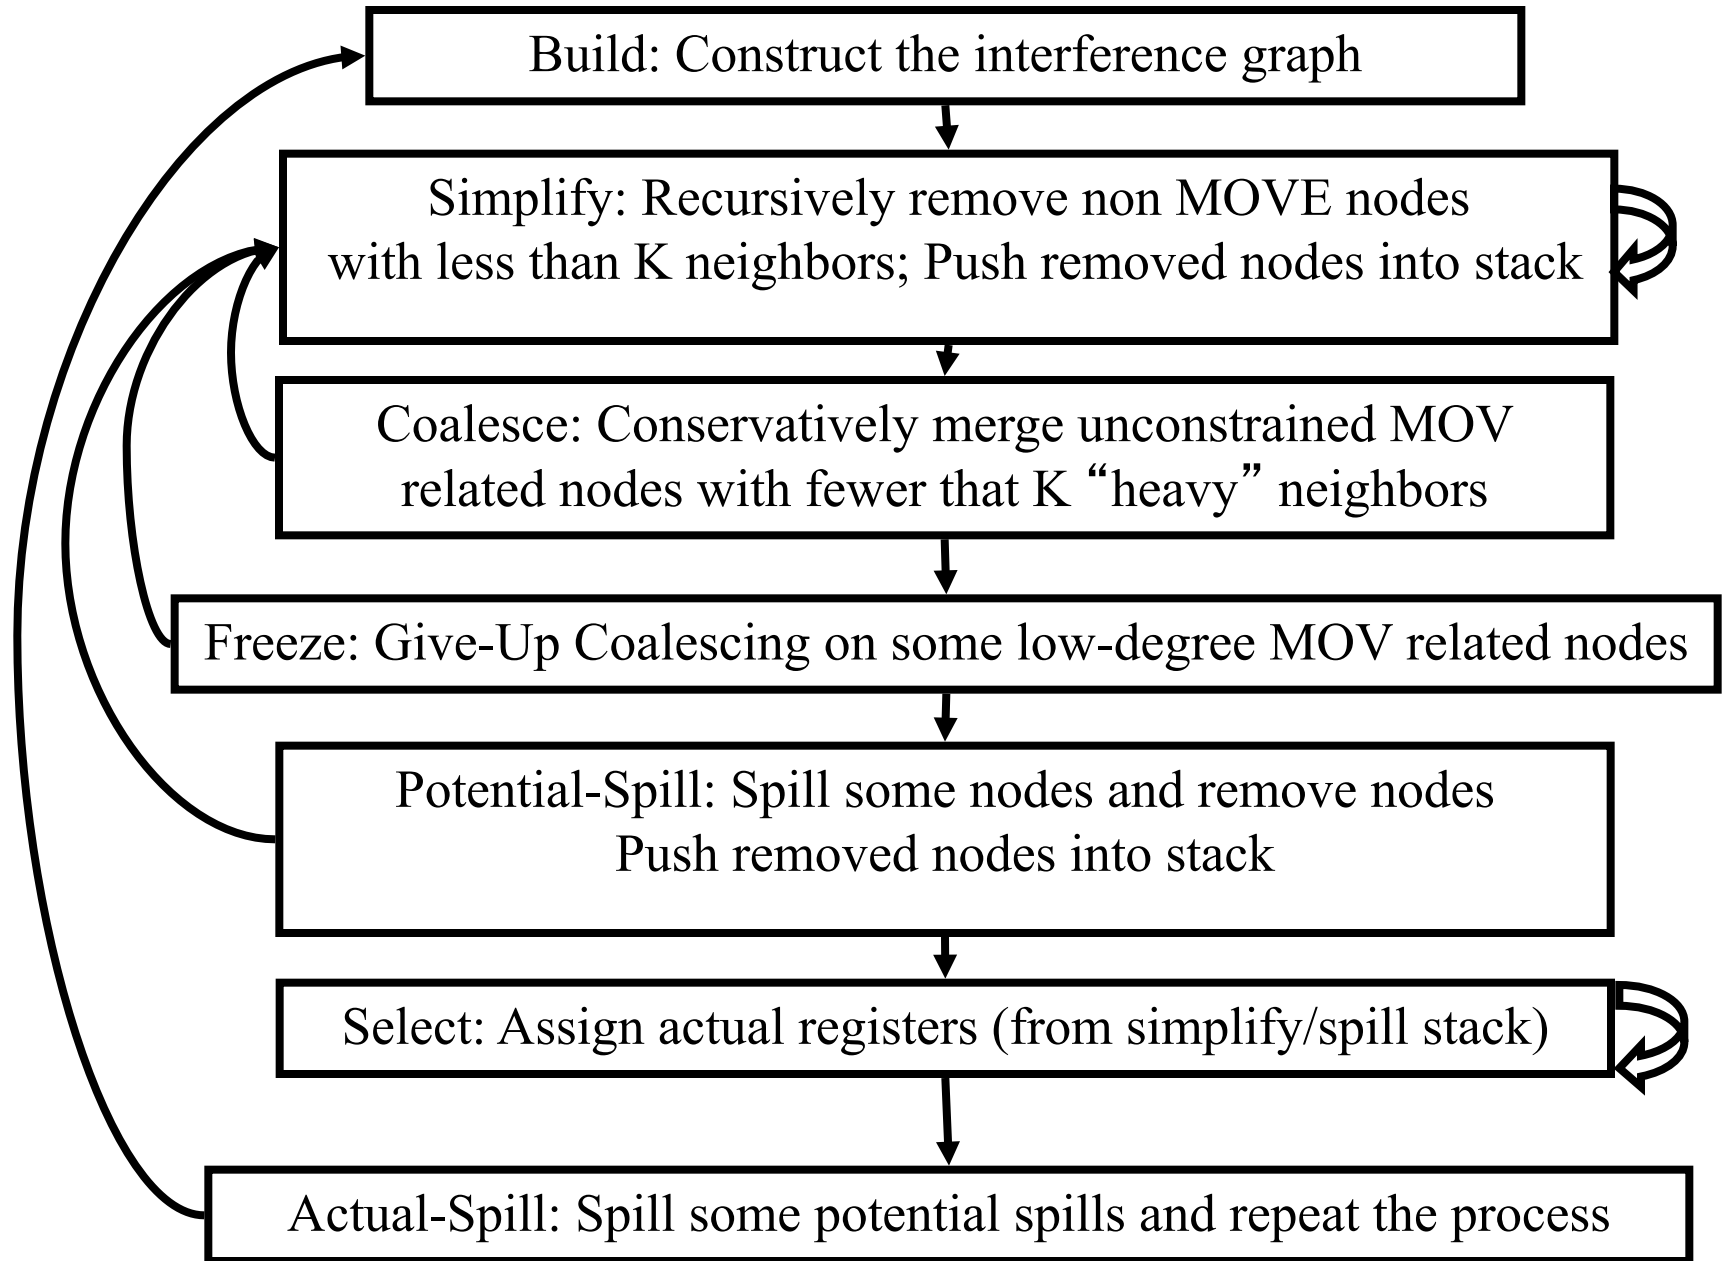 Build: Construct the interference graph
Simplify: Recursively remove non MOVE nodes
with less than K neighbors; Push removed nodes into stack
Coalesce: Conservatively merge unconstrained MOV
related nodes with fewer that K “heavy” neighbors
Freeze: Give-Up Coalescing on some low-degree MOV related nodes
Potential-Spill: Spill some nodes and remove nodes
Push removed nodes into stack
Select: Assign actual registers (from simplify/spill stack)
Actual-Spill: Spill some potential spills and repeat the process